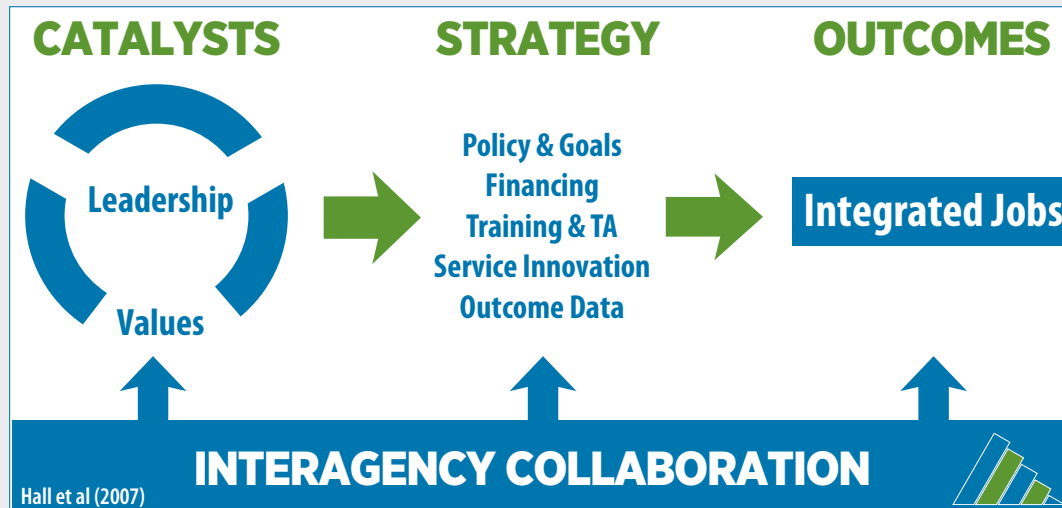 CATALYSTS
STRATEGY
OUTCOMES
Leadership
Values
Policy & Goals
Financing
Training & TA
Service Innovation
Outcome Data
Integrated Jobs
INTERAGENCY COLLABORATION
Hall et al (2007)